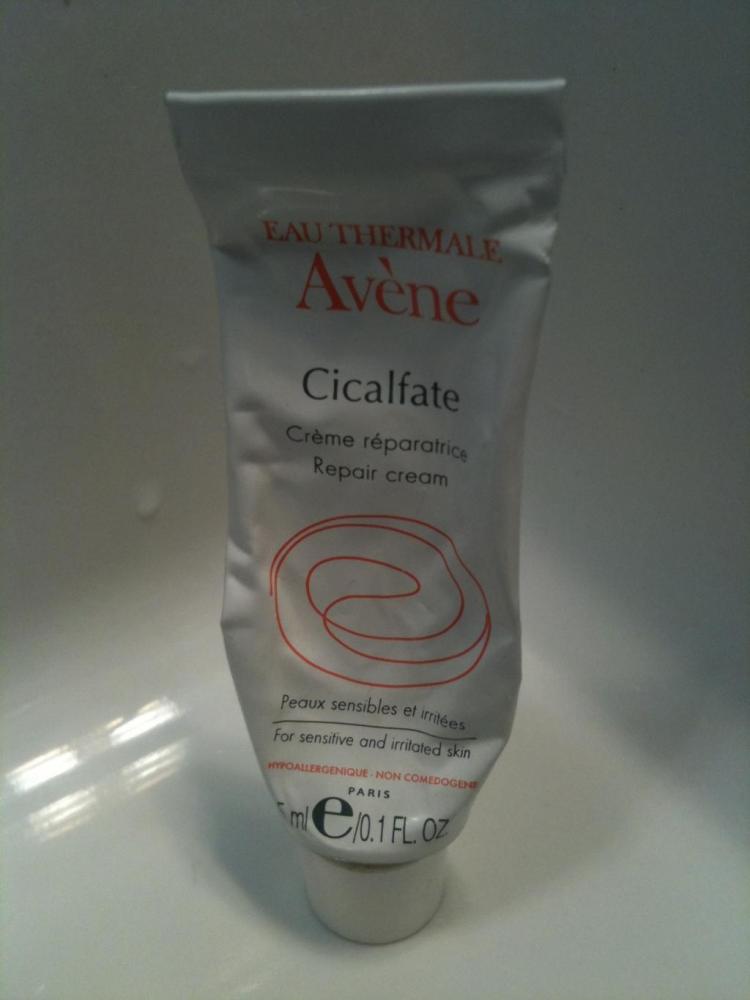 EAU THERMALE
Avène
Cicalfate
Crème réparatrice
Repair cream
Peaux sensibles et irritées
For sensitive and irritated skin
HYPOALLERGENIQUE - NON COMEDOGENE
PARIS
5 ml e/0.1 FL. OZ.